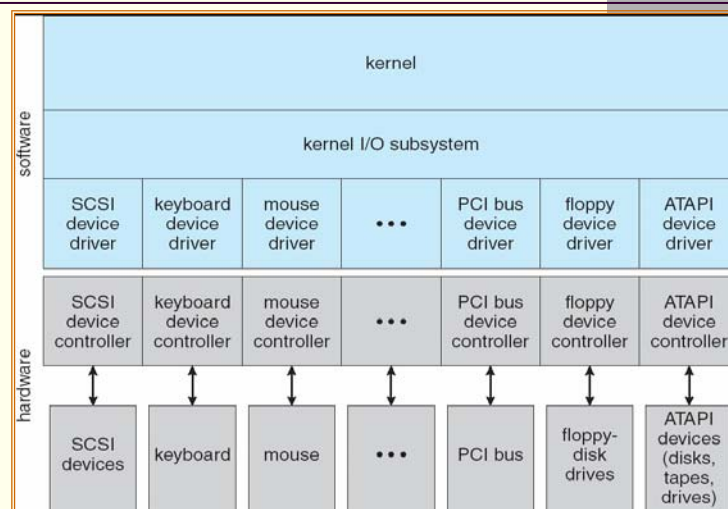 software
kernel
kernel I/O subsystem
SCSI
device
driver
keyboard
device
driver
mouse
device
driver
•••
PCI bus
device
driver
floppy
device
driver
ATAPI
device
driver
hardware
SCSI
device
controller
keyboard
device
controller
mouse
device
controller
•••
PCI bus
device
controller
floppy
device
controller
ATAPI
device
controller
SCSI
devices
keyboard
mouse
•••
PCI bus
floppy-
disk
drives
ATAPI
devices
(disks,
tapes,
drives)